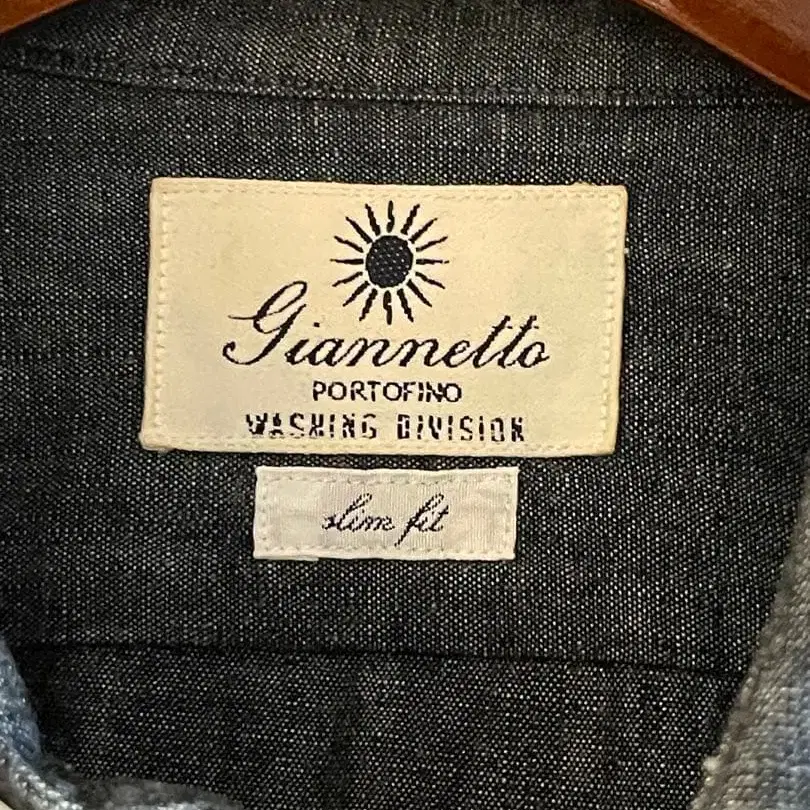 Giannetto
PORTOFINO
WASHING DIVISION
slim fit